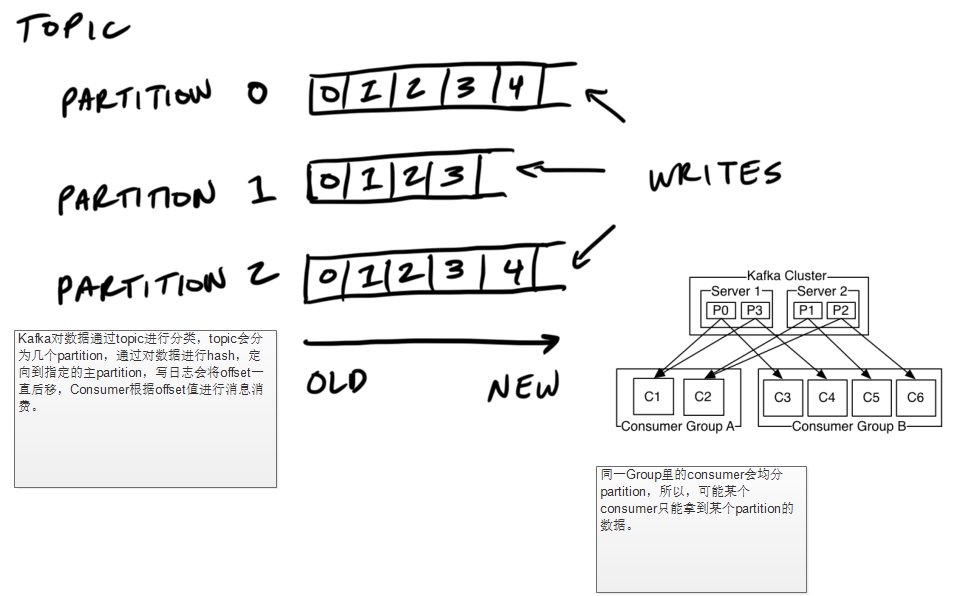 TOPIC
PARTITION 0 0 1 2 3 4
PARTITION 1 0 1 2 3
WRITES
PARTITION 2 0 1 2 3 4
OLD NEW
Kafka对数据通过topic进行分类，topic会分
为几个partition，通过对数据进行hash，定
向到指定的主partition，写日志会将offset一
直后移，Consumer根据offset值进行消息消
费。
Kafka Cluster
Server 1 Server 2
P0 P3 P1 P2
C1 C2 C3 C4 C5 C6
Consumer Group A Consumer Group B
同一Group里的consumer会均分
partition，所以，可能某个
consumer只能拿到某个partition的
数据。